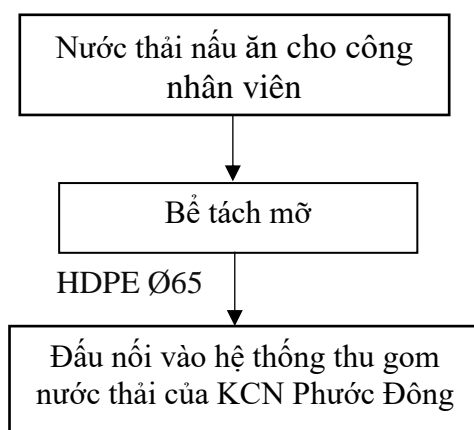 Nước thải nấu ăn cho công
nhân viên
Bể tách mỡ
HDPE Ø65
Đấu nối vào hệ thống thu gom
nước thải của KCN Phước Đông